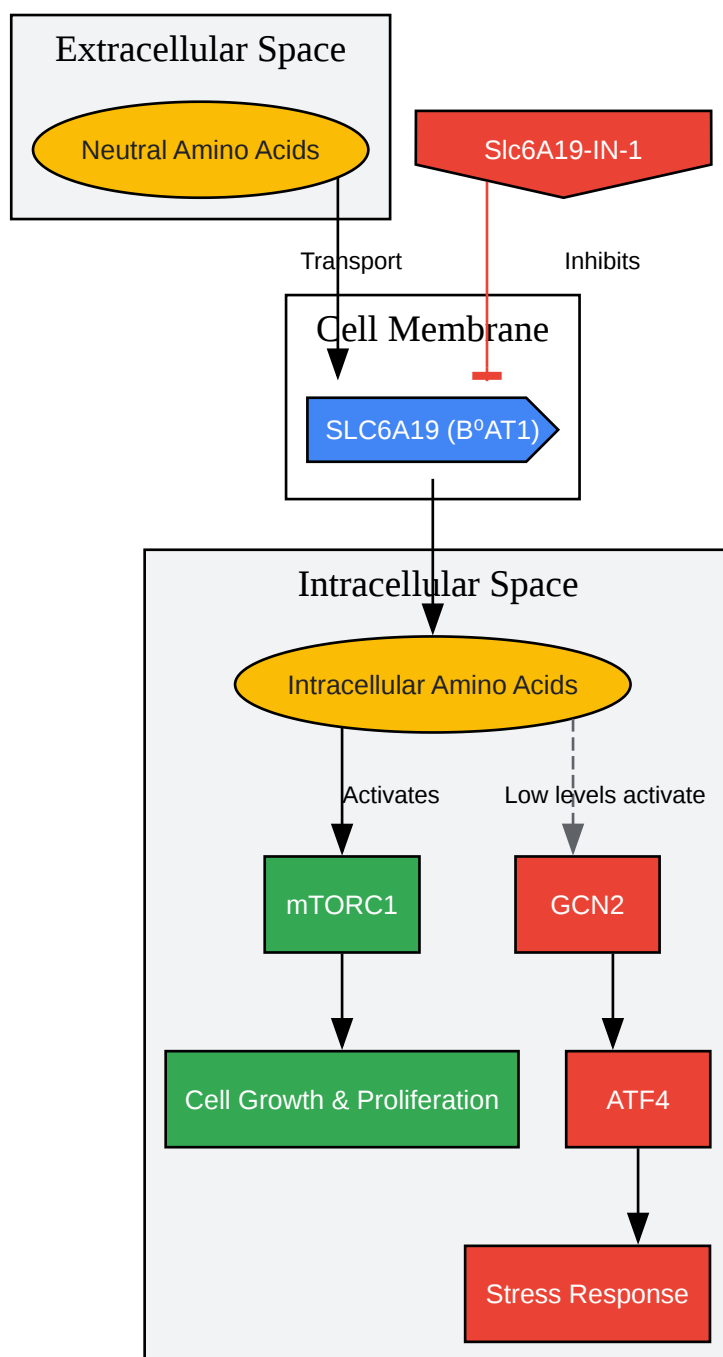 Extracellular Space
Neutral Amino Acids
Slc6A19-IN-1
Transport
Inhibits
Cell Membrane
SLC6A19 (B⁰AT1)
Intracellular Space
Intracellular Amino Acids
Activates
Low levels activate
mTORC1
GCN2
Cell Growth & Proliferation
ATF4
Stress Response